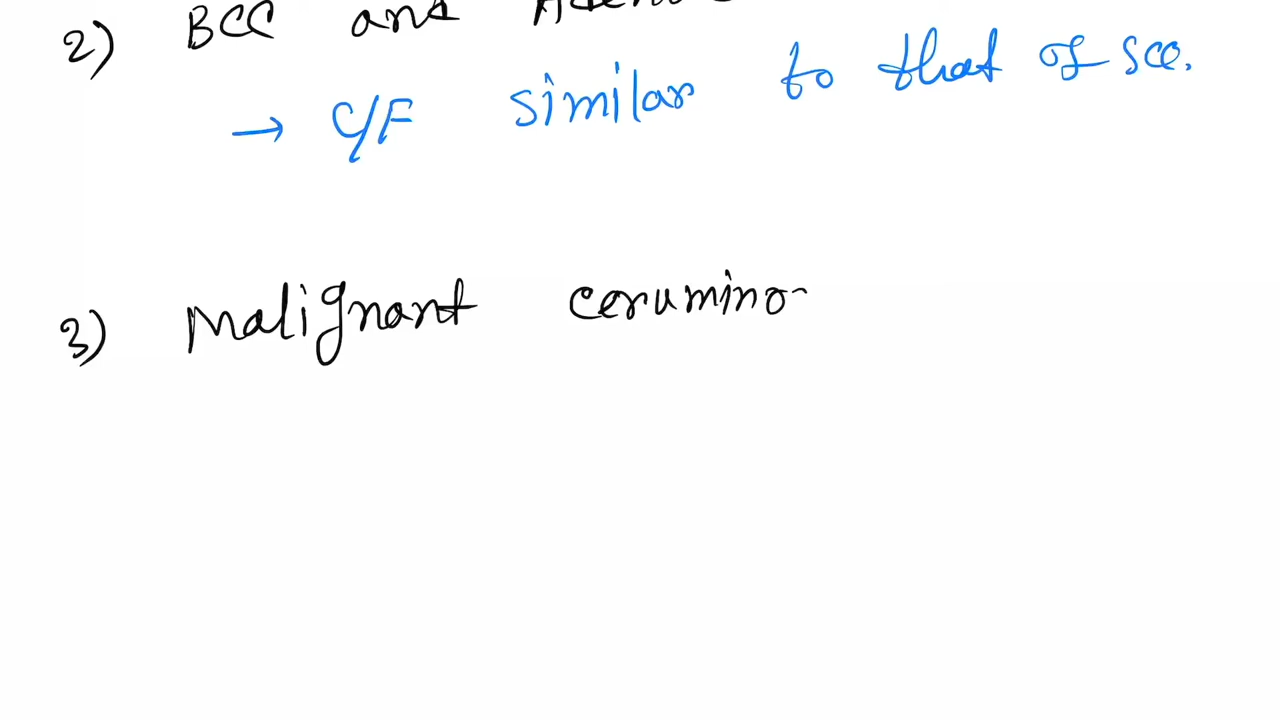 2) BCC and
→ C/F similar to that of SCC.
3) Malignant cerumino